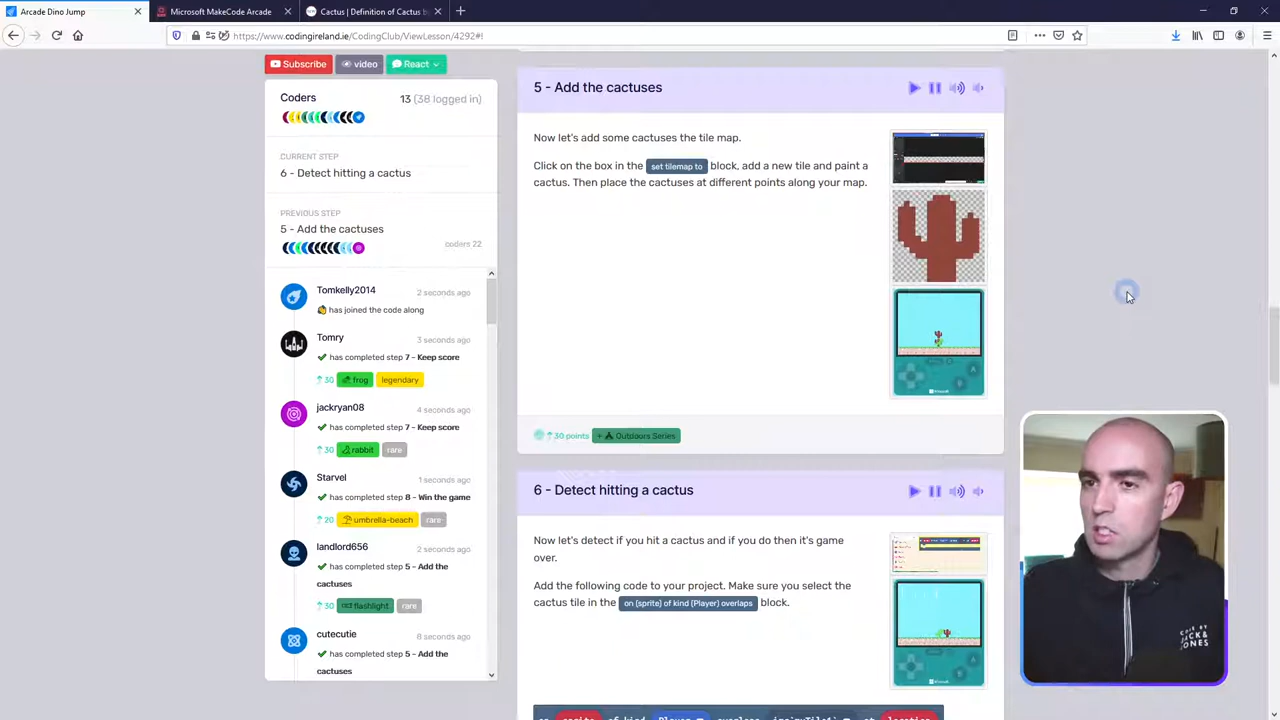 Arcade Dino Jump
Microsoft MakeCode Arcade
Cactus | Definition of Cactus b
https://www.codingireland.ie/CodingClub/ViewLesson/4292#!
Subscribe
video
React
Coders
13 (38 logged in)
CURRENT STEP
6 - Detect hitting a cactus
PREVIOUS STEP
5 - Add the cactuses
coders 22
Tomkelly2014
2 seconds ago
has joined the code along
Tomry
3 seconds ago
has completed step 7 - Keep score
30 frog legendary
jackryan08
4 seconds ago
has completed step 7 - Keep score
30 rabbit rare
Starvel
1 seconds ago
has completed step 8 - Win the game
20 umbrella-beach rare
landlord656
2 seconds ago
has completed step 5 - Add the
cactuses
30 flashlight rare
cutecutie
8 seconds ago
has completed step 5 - Add the
cactuses
5 - Add the cactuses
Now let's add some cactuses the tile map.
Click on the box in the set tilemap to block, add a new tile and paint a
cactus. Then place the cactuses at different points along your map.
30 points + Outdoors Series
6 - Detect hitting a cactus
Now let's detect if you hit a cactus and if you do then it's game
over.
Add the following code to your project. Make sure you select the
cactus tile in the on (sprite) of kind (Player) overlaps block.
CODE BY
JACK &
JONES